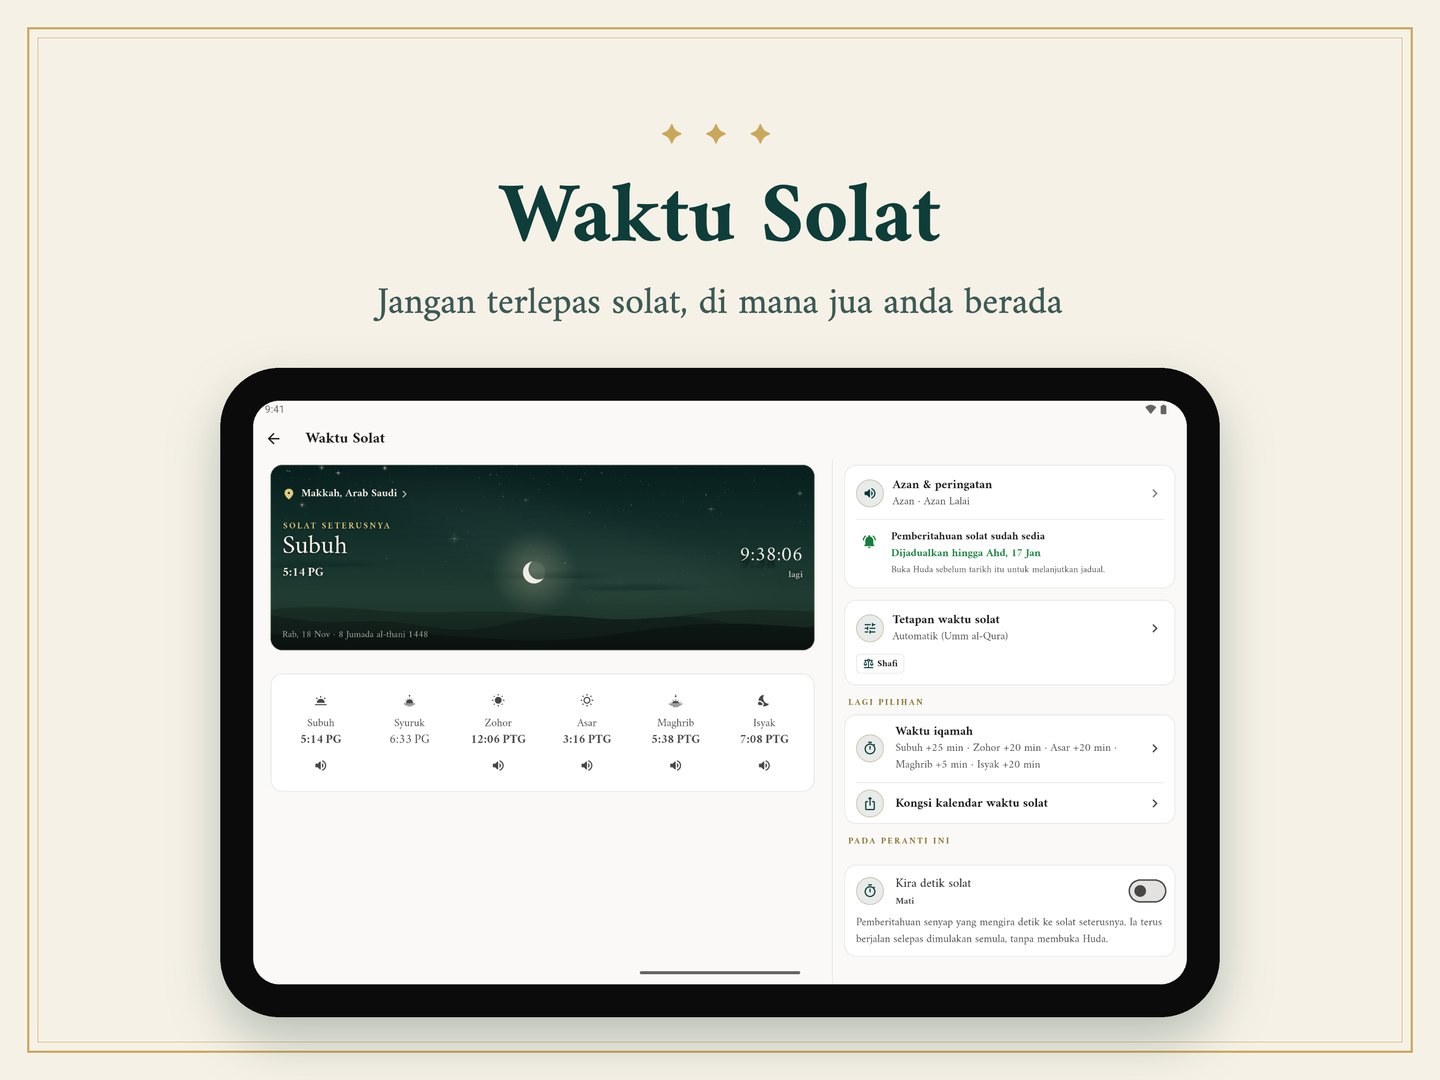 Waktu Solat
Jangan terlepas solat, di mana jua anda berada
9:41
Waktu Solat
Makkah, Arab Saudi
SOLAT SETERUSNYA
Subuh
5:14 PG
9:38:06
lagi
Rab, 18 Nov · 8 Jumada al-thani 1448
Subuh
5:14 PG
Syuruk
6:33 PG
Zohor
12:06 PTG
Asar
3:16 PTG
Maghrib
5:38 PTG
Isyak
7:08 PTG
Azan & peringatan
Azan · Azan Lalai
Pemberitahuan solat sudah sedia
Dijadualkan hingga Ahd, 17 Jan
Buka Huda sebelum tarikh itu untuk melanjutkan jadual.
Tetapan waktu solat
Automatik (Umm al-Qura)
Shafi
LAGI PILIHAN
Waktu iqamah
Subuh +25 min · Zohor +20 min · Asar +20 min ·
Maghrib +5 min · Isyak +20 min
Kongsi kalendar waktu solat
PADA PERANTI INI
Kira detik solat
Mati
Pemberitahuan senyap yang mengira detik ke solat seterusnya. Ia terus
berjalan selepas dimulakan semula, tanpa membuka Huda.